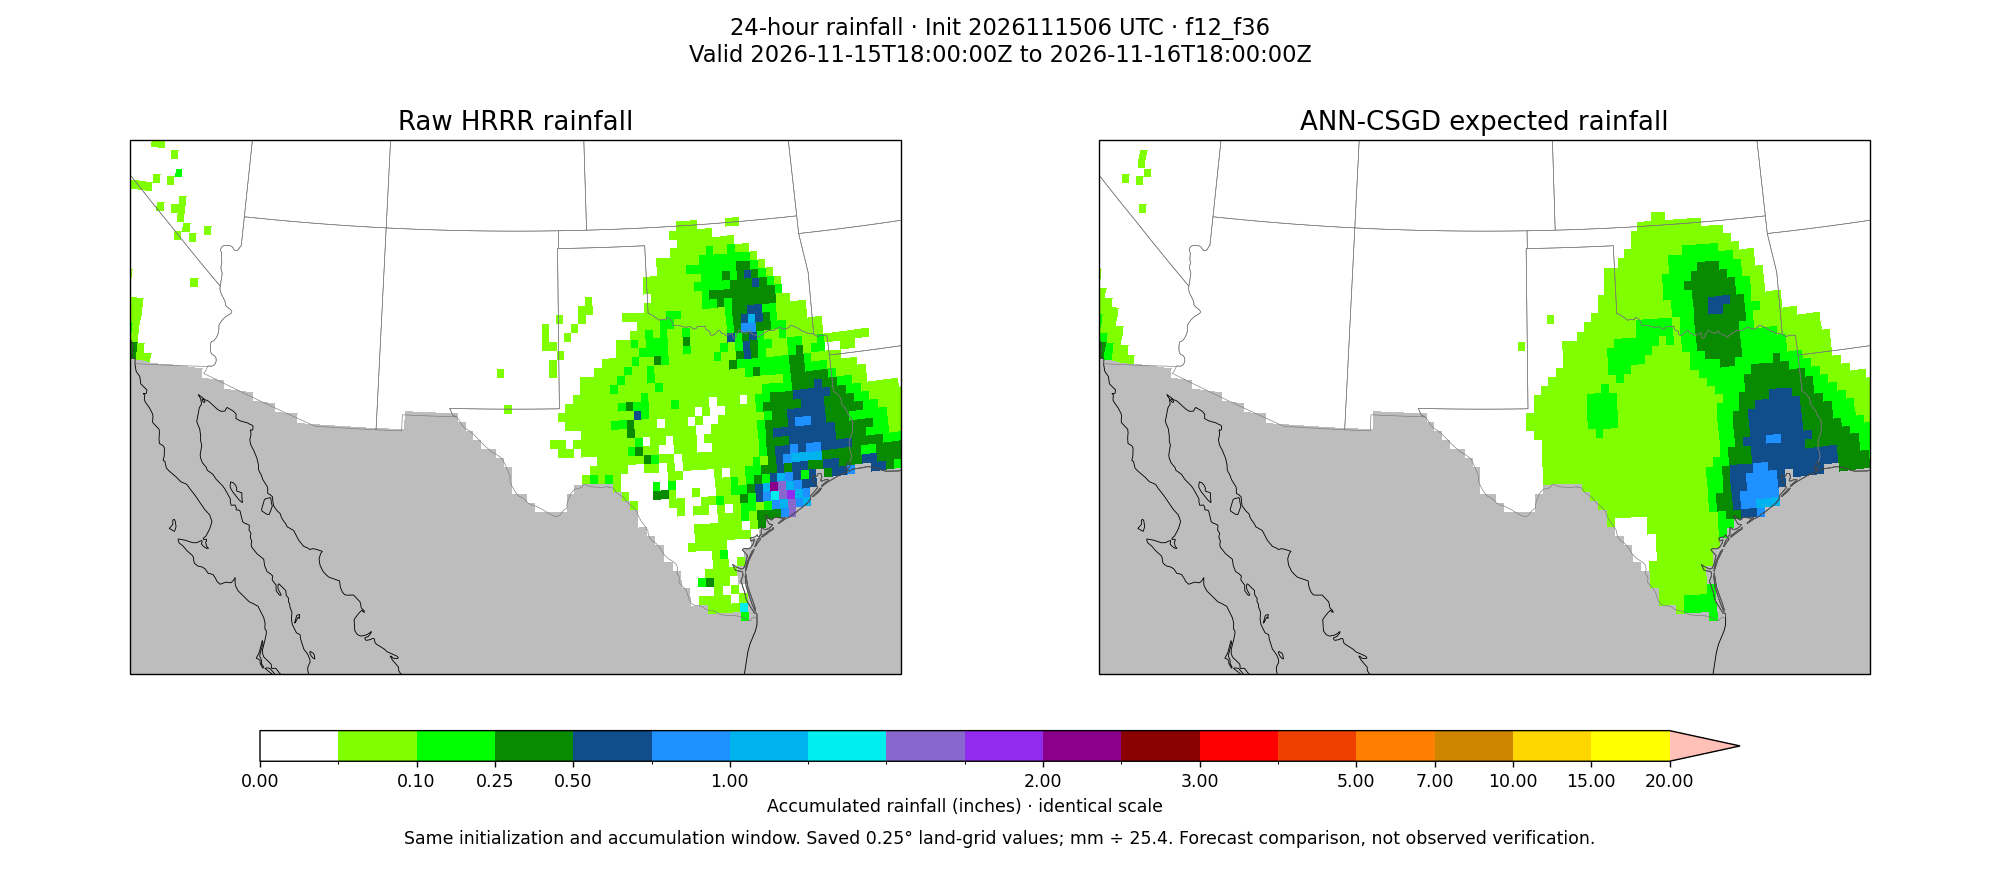 24-hour rainfall · Init 2026111506 UTC · f12_f36
Valid 2026-11-15T18:00:00Z to 2026-11-16T18:00:00Z
Raw HRRR rainfall
ANN-CSGD expected rainfall
0.00 0.10 0.25 0.50 1.00 2.00 3.00 5.00 7.00 10.00 15.00 20.00
Accumulated rainfall (inches) · identical scale
Same initialization and accumulation window. Saved 0.25° land-grid values; mm ÷ 25.4. Forecast comparison, not observed verification.